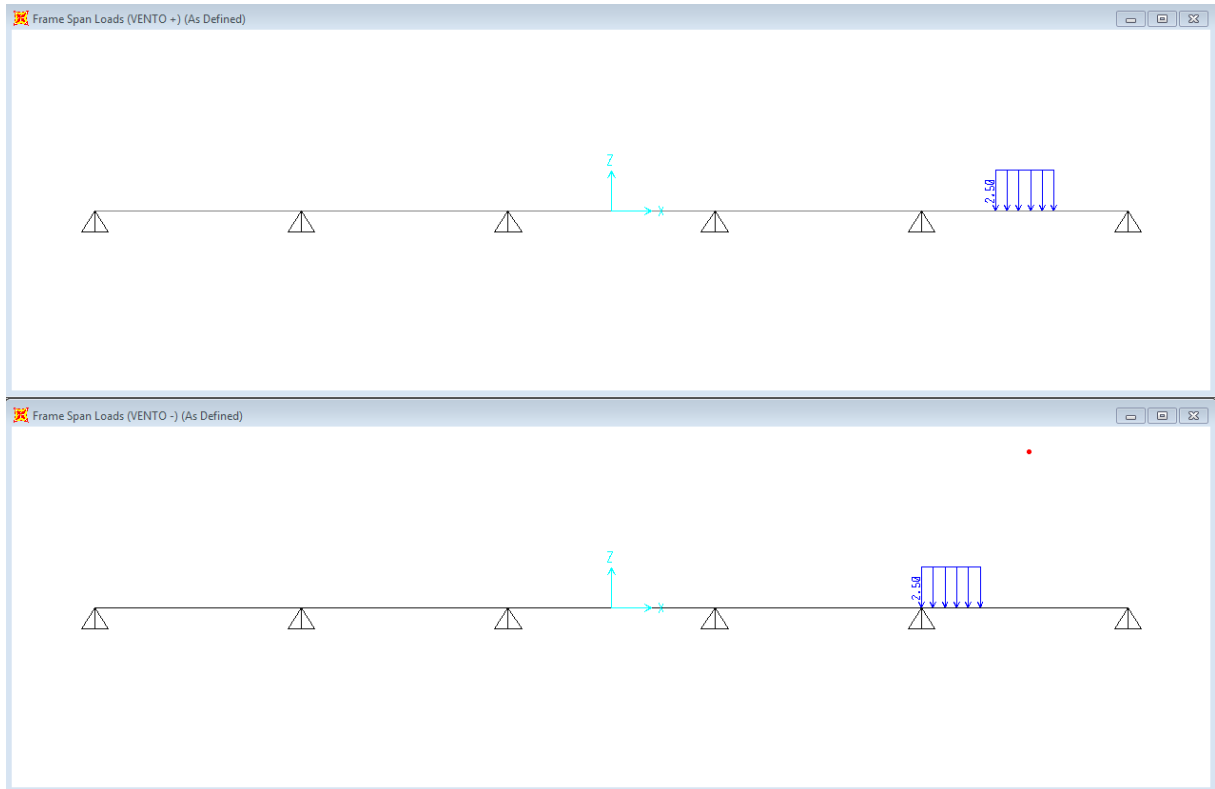 Frame Span Loads (VENTO +) (As Defined)
Z
X
2.50
Frame Span Loads (VENTO -) (As Defined)
Z
X
2.50